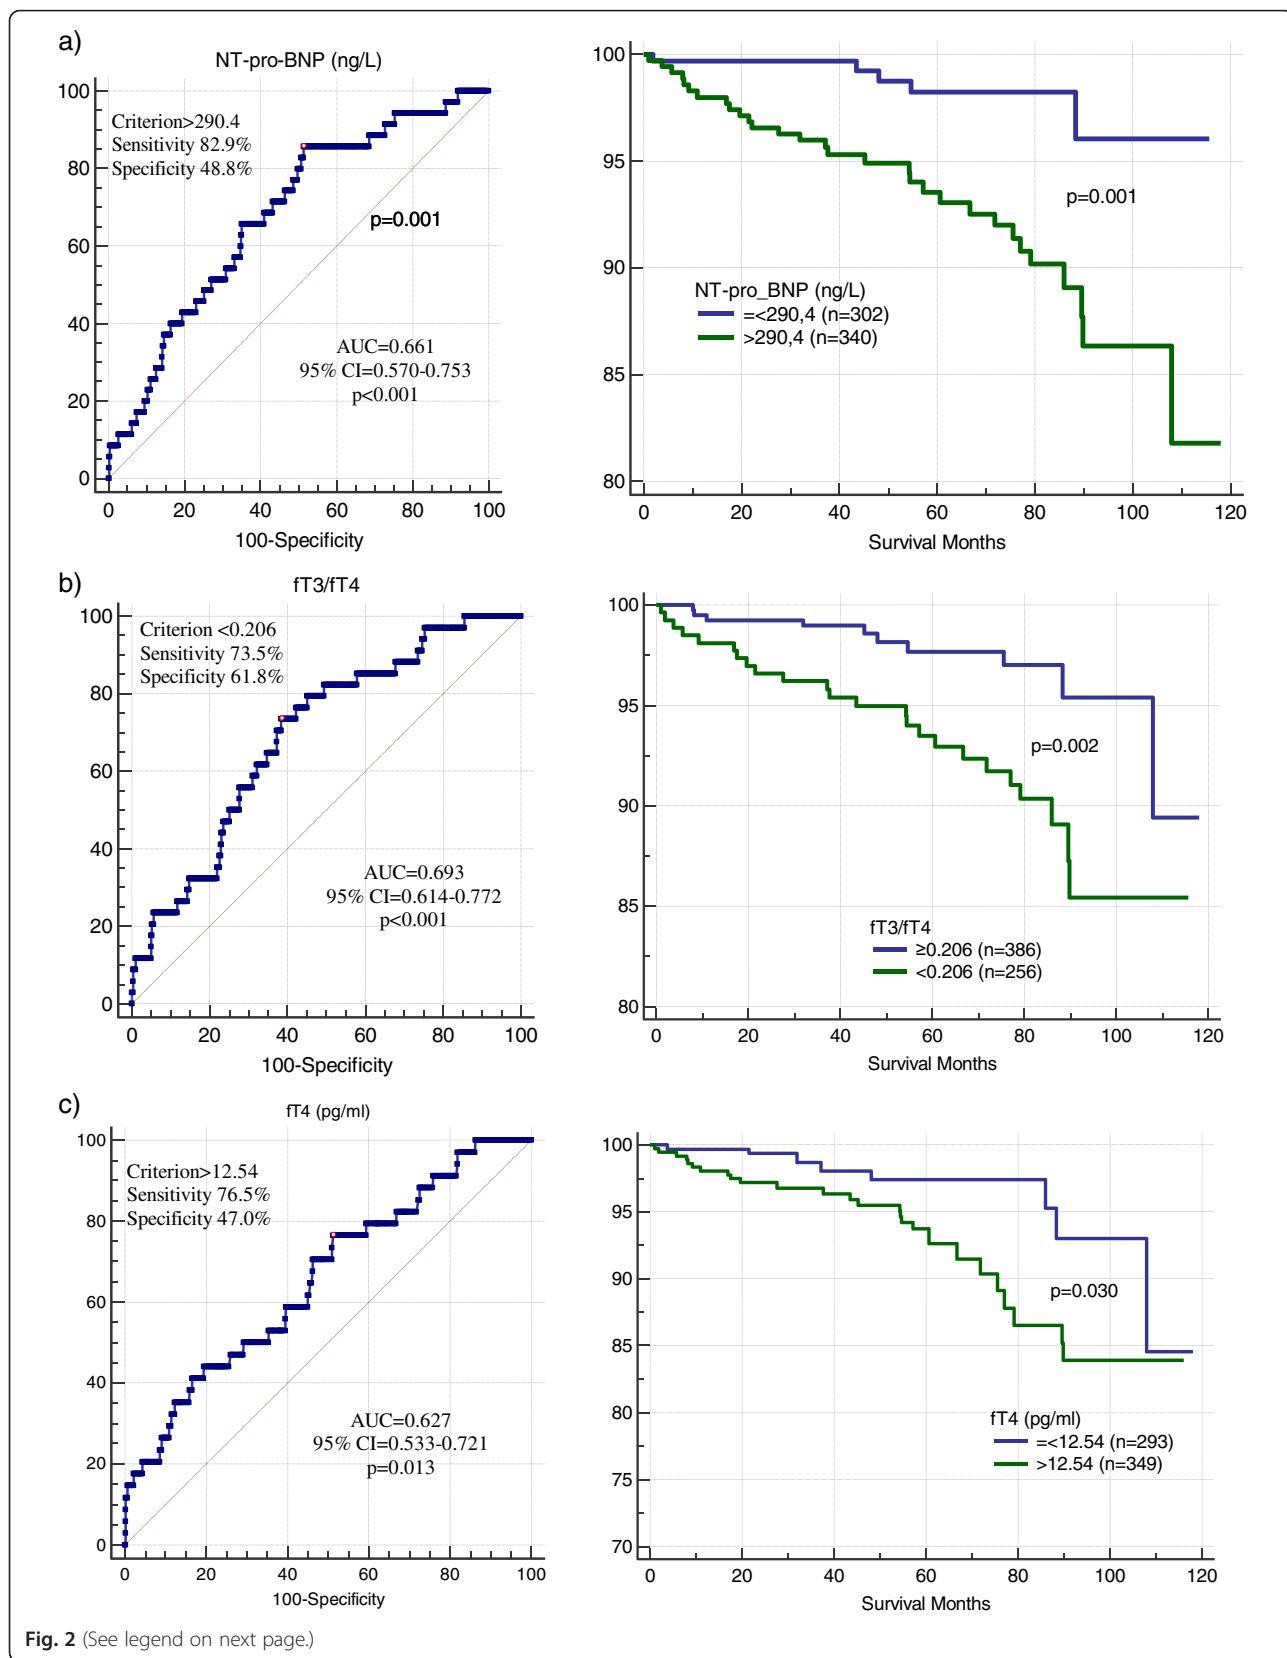 a)
NT-pro-BNP (ng/L)
100
80
60
40
20
0
Criterion>290.4
Sensitivity 82.9%
Specificity 48.8%
p=0.001
AUC=0.661
95% CI=0.570-0.753
p<0.001
0 20 40 60 80 100
100-Specificity
100
95
90
85
80
p=0.001
NT-pro_BNP (ng/L)
=<290,4 (n=302)
>290,4 (n=340)
0 20 40 60 80 100 120
Survival Months
b)
fT3/fT4
100
80
60
40
20
0
Criterion <0.206
Sensitivity 73.5%
Specificity 61.8%
AUC=0.693
95% CI=0.614-0.772
p<0.001
0 20 40 60 80 100
100-Specificity
100
95
90
85
80
p=0.002
fT3/fT4
≥0.206 (n=386)
<0.206 (n=256)
0 20 40 60 80 100 120
Survival Months
c)
fT4 (pg/ml)
100
80
60
40
20
0
Criterion>12.54
Sensitivity 76.5%
Specificity 47.0%
AUC=0.627
95% CI=0.533-0.721
p=0.013
0 20 40 60 80 100
100-Specificity
100
95
90
85
80
75
70
p=0.030
fT4 (pg/ml)
=<12.54 (n=293)
>12.54 (n=349)
0 20 40 60 80 100 120
Survival Months
Fig. 2 (See legend on next page.)